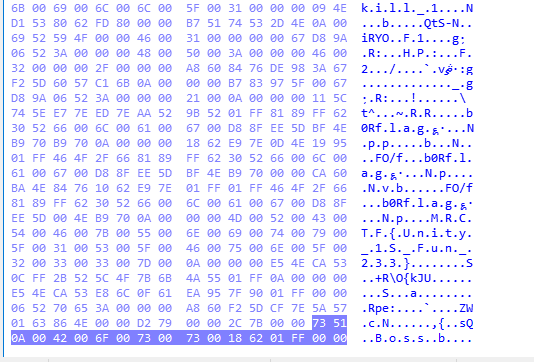 6B 00 69 00 6C 00 6C 00 5F 00 31 00 00 00 09 4E k.i.l.l._.1....N
D1 53 80 62 FD 80 00 00 B7 51 74 53 2D 4E 0A 00 ...b.....QtS-N..
69 52 59 4F 00 00 46 00 31 00 00 00 00 67 D8 9A
06 52 3A 00 00 00 48 00 50 00 3A 00 00 00 46 00 .R:...H.P.:...F.
32 00 00 00 2F 00 00 00 A8 60 84 76 DE 98 3A 67
F2 5D 60 57 C1 6B 0A 00 00 00 B7 83 97 5F 00 67
D8 9A 06 52 3A 00 00 00 21 00 0A 00 00 00 11 5C
74 5E E7 7E ED 7E AA 52 9B 52 01 FF 81 89 FF 62
30 52 66 00 6C 00 61 00 67 00 D8 8F EE 5D BF 4E
B9 70 B9 70 0A 00 00 00 18 62 E9 7E 0D 4E 19 95
01 FF 46 4F 2F 66 81 89 FF 62 30 52 66 00 6C 00
61 00 67 00 D8 8F EE 5D BF 4E B9 70 00 00 CA 60
BA 4E 84 76 10 62 E9 7E 01 FF 01 FF 46 4F 2F 66
81 89 FF 62 30 52 66 00 6C 00 61 00 67 00 D8 8F
EE 5D 00 4E B9 70 0A 00 00 00 4D 00 52 00 43 00
54 00 46 00 7B 00 55 00 6E 00 69 00 74 00 79 00 T.F.{.U.n.i.t.y.
5F 00 31 00 53 00 5F 00 46 00 75 00 6E 00 5F 00 _.1.S._.F.u.n._.
32 00 33 00 33 00 7D 00 0A 00 00 00 E5 4E CA 53 2.3.3.}......N.S
0C FF 2B 52 5C 4F 7B 6B 4A 55 01 FF 0A 00 00 00
E5 4E CA 53 E8 6C 0F 61 EA 95 7F 90 01 FF 00 00
06 52 70 65 3A 00 00 00 A8 60 F2 5D CF 7E 5A 57
01 63 86 4E 00 00 D2 79 00 00 2C 7B 00 00 73 51 .c.N...y..,{..sQ
0A 00 42 00 6F 00 73 00 73 00 18 62 01 FF 00 00 ..B.o.s.s..b....